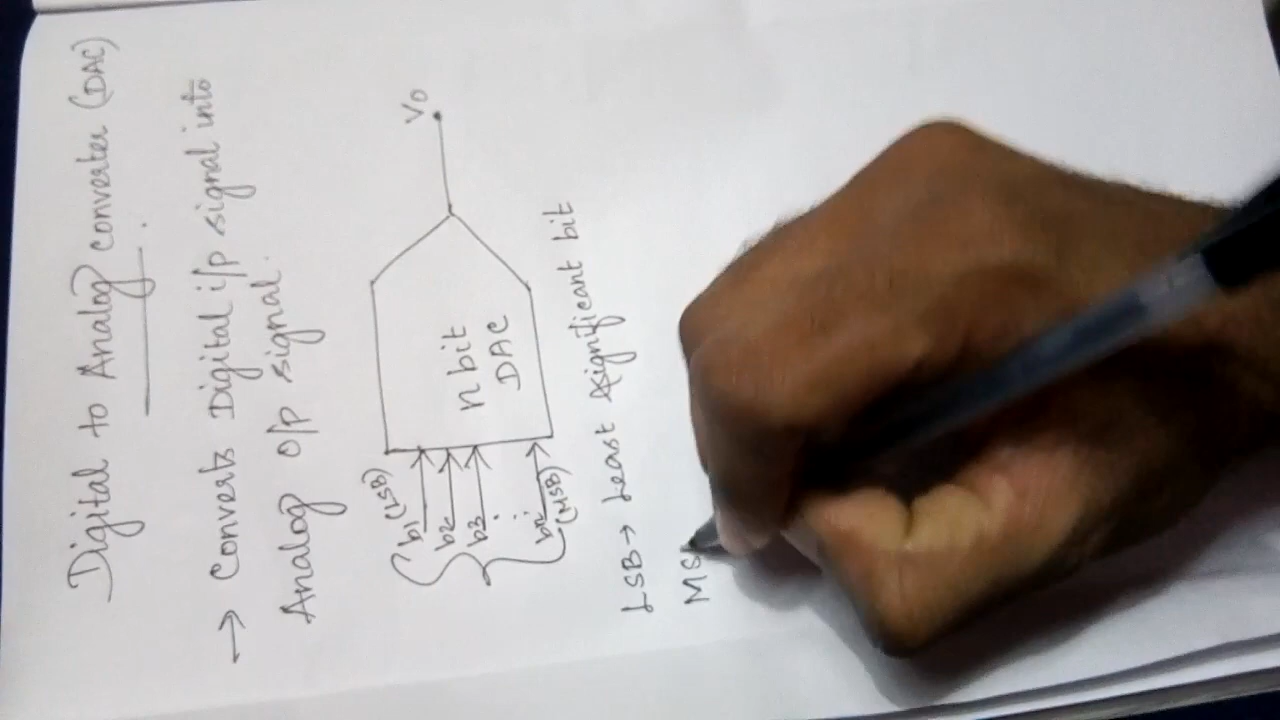 Digital to Analog converter (DAC)
→ Converts Digital i/p signal into
Analog o/p signal.
Vo
n bit
DAC
b1 (LSB)
b2
b3
bn
(MSB)
LSB → Least significant bit
MS